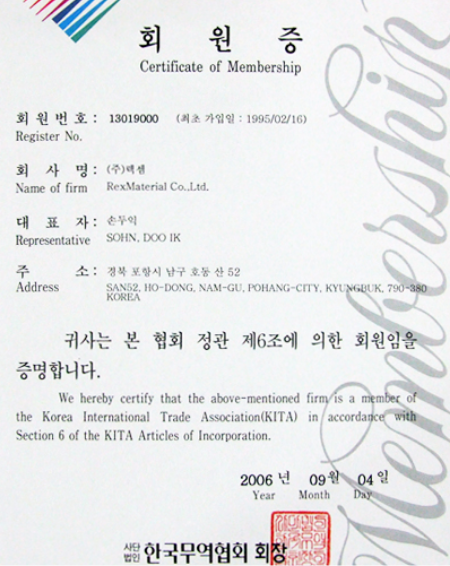 회 원 증
Certificate of Membership
회 원 번 호 : 13019000 (최초 가입일 : 1995/02/16)
Register No.
회 사 명 : (주)렉셈
Name of firm RexMaterial Co.,Ltd.
대 표 자 : 손두익
Representative SOHN, DOO IK
주 소 : 경북 포항시 남구 호동 산 52
Address SAN52, HO-DONG, NAM-GU, POHANG-CITY, KYUNGBUK, 790-380
KOREA
귀사는 본 협회 정관 제6조에 의한 회원임을
증명합니다.
We hereby certify that the above-mentioned firm is a member of
the Korea International Trade Association(KITA) in accordance with
Section 6 of the KITA Articles of Incorporation.
2006 년 09 월 04 일
Year Month Day
사단법인 한국무역협회 회장
Membership